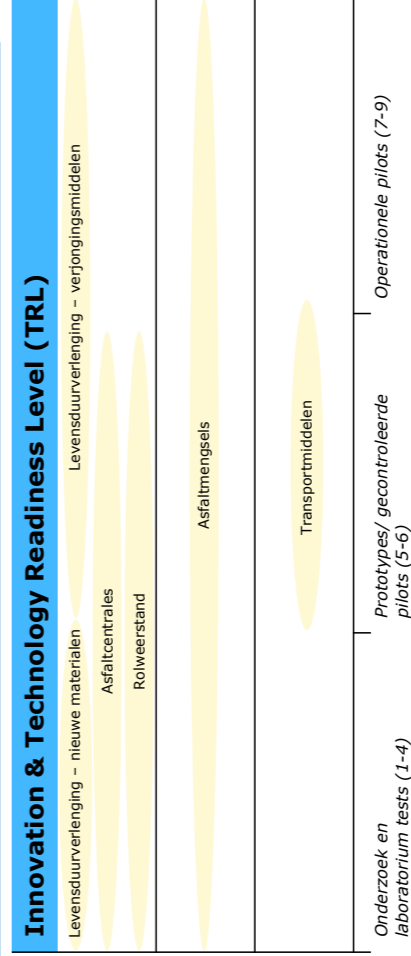 Innovation & Technology Readiness Level (TRL)
Levensduurverlenging – nieuwe materialen
Levensduurverlenging – verjongingsmiddelen
Asfaltcentrales
Rolweerstand
Asfaltmengsels
Transportmiddelen
Onderzoek en
laboratorium tests (1-4)
Prototypes/ gecontroleerde
pilots (5-6)
Operationele pilots (7-9)